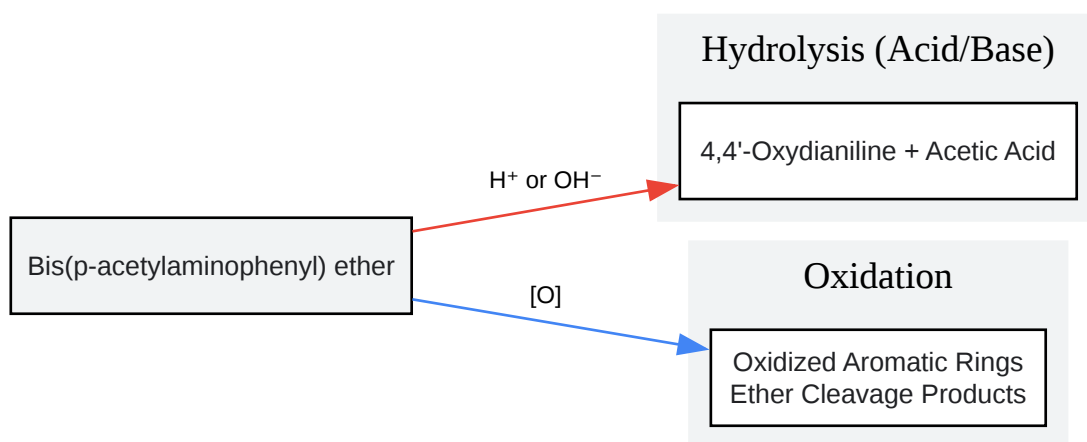 Hydrolysis (Acid/Base)
4,4'-Oxydianiline + Acetic Acid
H⁺ or OH⁻
Bis(p-acetylaminophenyl) ether
[O]
Oxidation
Oxidized Aromatic Rings
Ether Cleavage Products